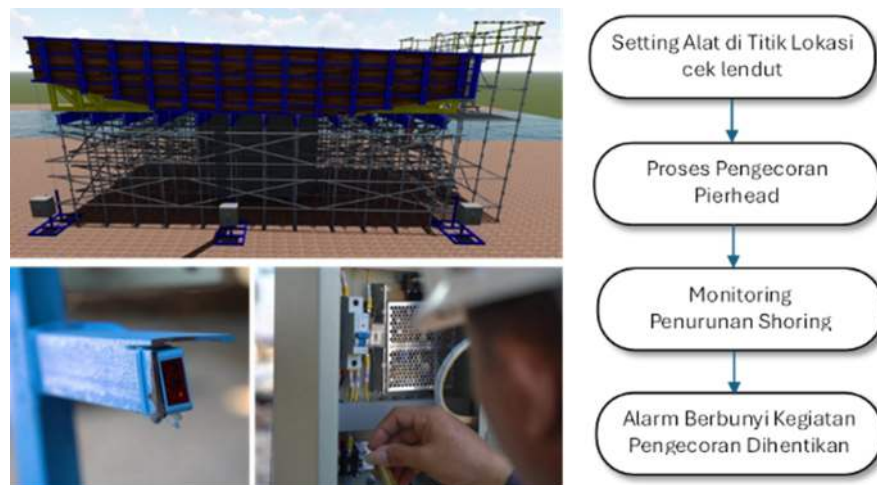 Setting Alat di Titik Lokasi
cek lendut
Proses Pengecoran
Pierhead
Monitoring
Penurunan Shoring
Alarm Berbunyi Kegiatan
Pengecoran Dihentikan